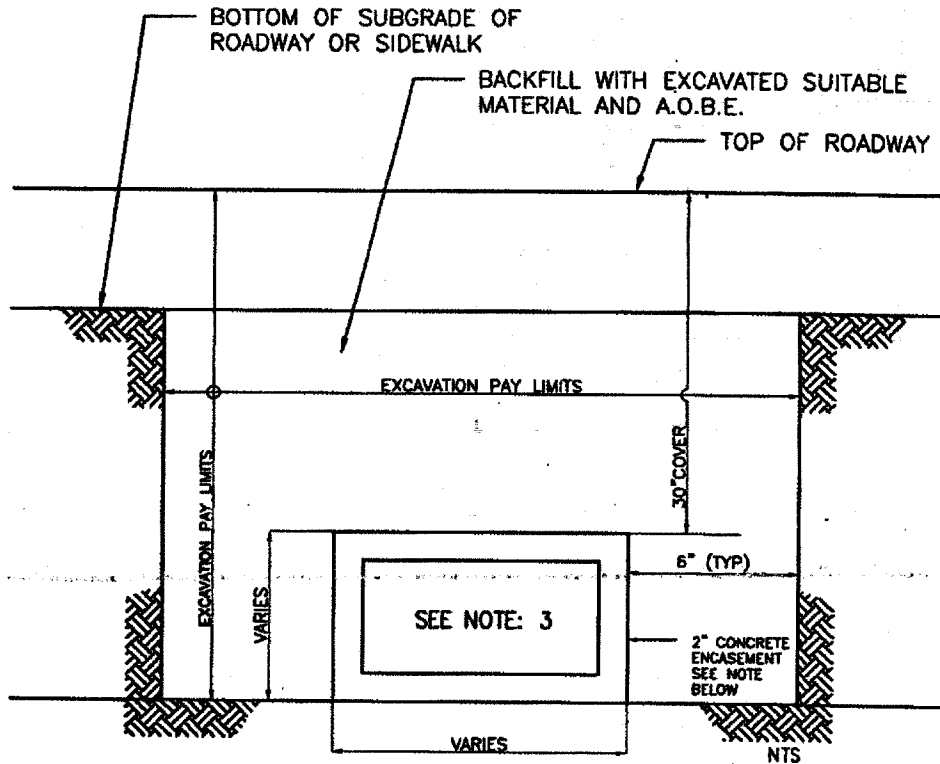 BOTTOM OF SUBGRADE OF
ROADWAY OR SIDEWALK
BACKFILL WITH EXCAVATED SUITABLE
MATERIAL AND A.O.B.E.
TOP OF ROADWAY
EXCAVATION PAY LIMITS
EXCAVATION PAY LIMITS
30" COVER
VARIES
6" (TYP)
SEE NOTE: 3
2" CONCRETE
ENCASEMENT
SEE NOTE
BELOW
VARIES
NTS